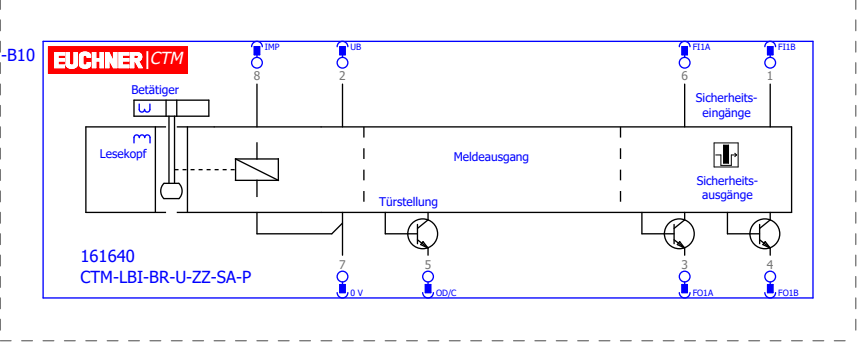 -B10
EUCHNER|CTM
IMP
UB
FI1A
FI1B
8
2
6
1
Betätiger
Sicherheits-
eingänge
Lesekopf
Meldeausgang
Sicherheits-
ausgänge
Türstellung
161640
CTM-LBI-BR-U-ZZ-SA-P
7
5
3
4
0 V
OD/C
FO1A
FO1B